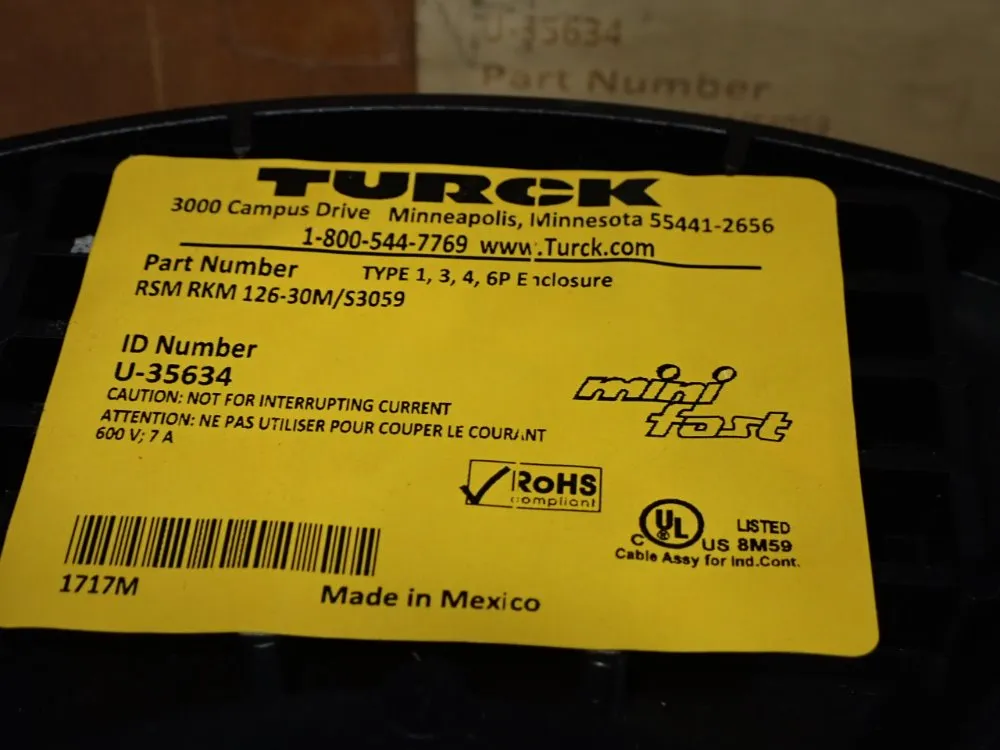 U-35634
Part Number
TURCK
3000 Campus Drive Minneapolis, Minnesota 55441-2656
1-800-544-7769 www.Turck.com
Part Number TYPE 1, 3, 4, 6P Enclosure
RSM RKM 126-30M/S3059
ID Number
U-35634
CAUTION: NOT FOR INTERRUPTING CURRENT
ATTENTION: NE PAS UTILISER POUR COUPER LE COURANT
600 V; 7 A
mini
fast
RoHS
compliant
C UL ® US LISTED
8M59
Cable Assy for Ind.Cont.
1717M
Made in Mexico